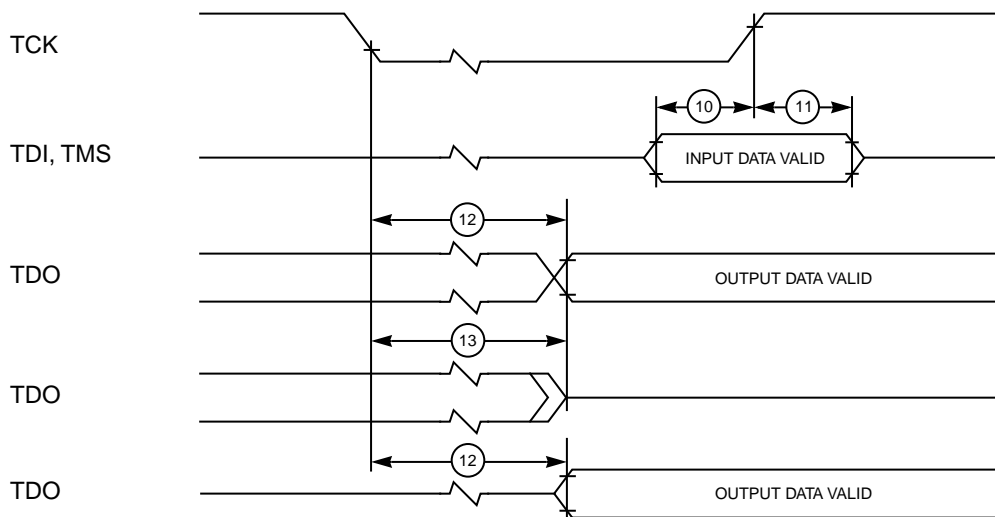 TCK
10
11
TDI, TMS
INPUT DATA VALID
12
TDO
OUTPUT DATA VALID
13
TDO
12
TDO
OUTPUT DATA VALID